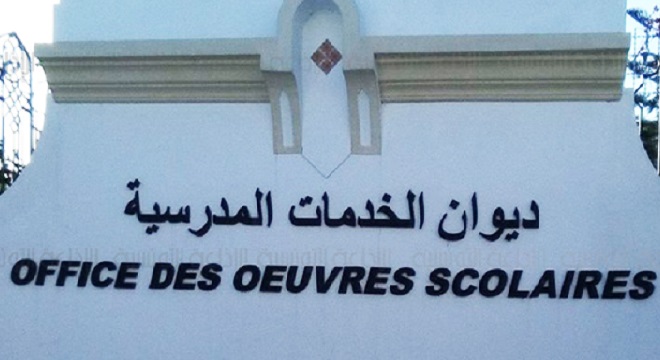 ديوان الخدمات المدرسية
OFFICE DES OEUVRES SCOLAIRES